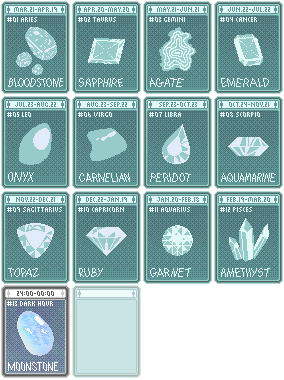 MAR.21-APR.19
#01 ARIES
BLOODSTONE
APR.20-MAY.20
#02 TAURUS
SAPPHIRE
MAY.21-JUN.21
#03 GEMINI
AGATE
JUN.22-JUL.22
#04 CANCER
EMERALD
JUL.23-AUG.22
#05 LEO
ONYX
AUG.23-SEP.22
#06 VIRGO
CARNELIAN
SEP.23-OCT.23
#07 LIBRA
PERIDOT
OCT.24-NOV.21
#08 SCORPIO
AQUAMARINE
NOV.22-DEC.21
#09 SAGITTARIUS
TOPAZ
DEC.22-JAN.19
#10 CAPRICORN
RUBY
JAN.20-FEB.18
#11 AQUARIUS
GARNET
FEB.19-MAR.20
#12 PISCES
AMETHYST
24:00-00:00
#13 DARK HOUR
MOONSTONE